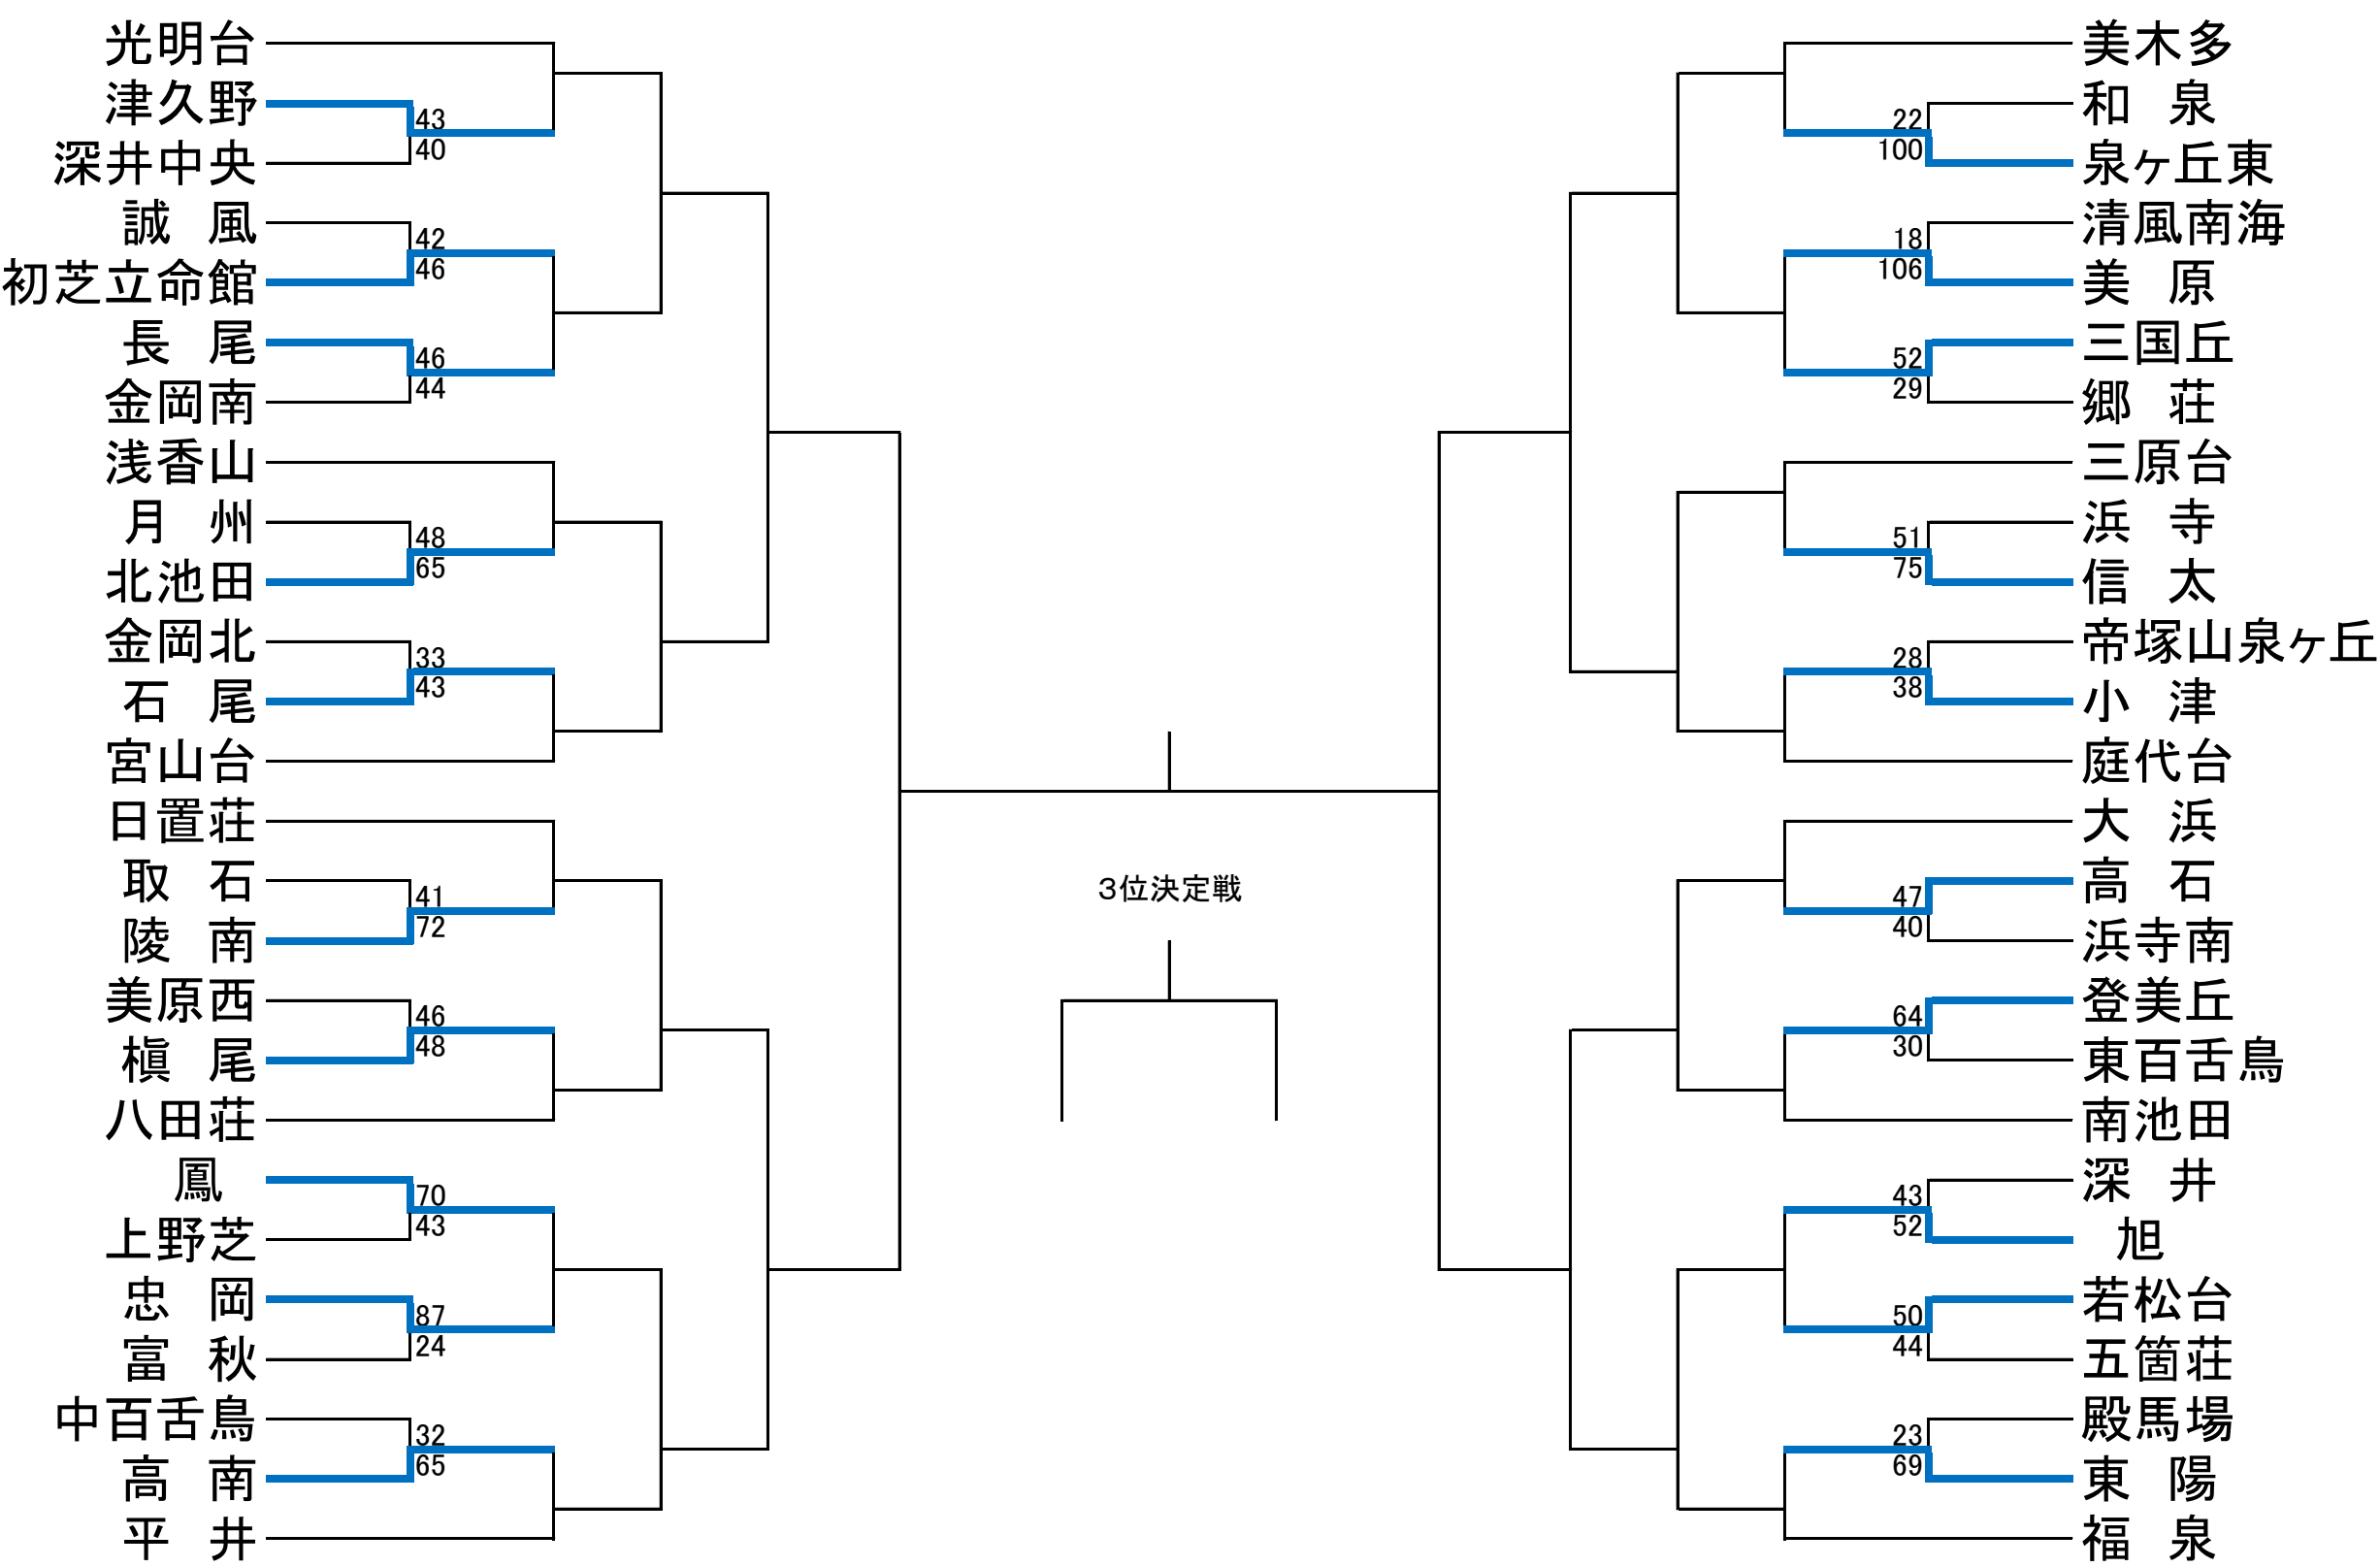 光明台
津久野
43
40
深井中央
誠　風
42
46
初芝立命館
長　尾
46
44
金岡南
浅香山
月　州
48
65
北池田
金岡北
33
43
石　尾
宮山台
日置荘
取　石
41
72
陵　南
美原西
46
48
槇　尾
八田荘
鳳
70
43
上野芝
忠　岡
87
24
富　秋
中百舌鳥
32
65
高　南
平　井
３位決定戦
美木多
和　泉
22
100
泉ヶ丘東
清風南海
18
106
美　原
三国丘
52
29
郷　荘
三原台
浜　寺
51
75
信　太
帝塚山泉ヶ丘
28
38
小　津
庭代台
大　浜
高　石
47
40
浜寺南
登美丘
64
30
東百舌鳥
南池田
深　井
43
52
旭
若松台
50
44
五箇荘
殿馬場
23
69
東　陽
福　泉